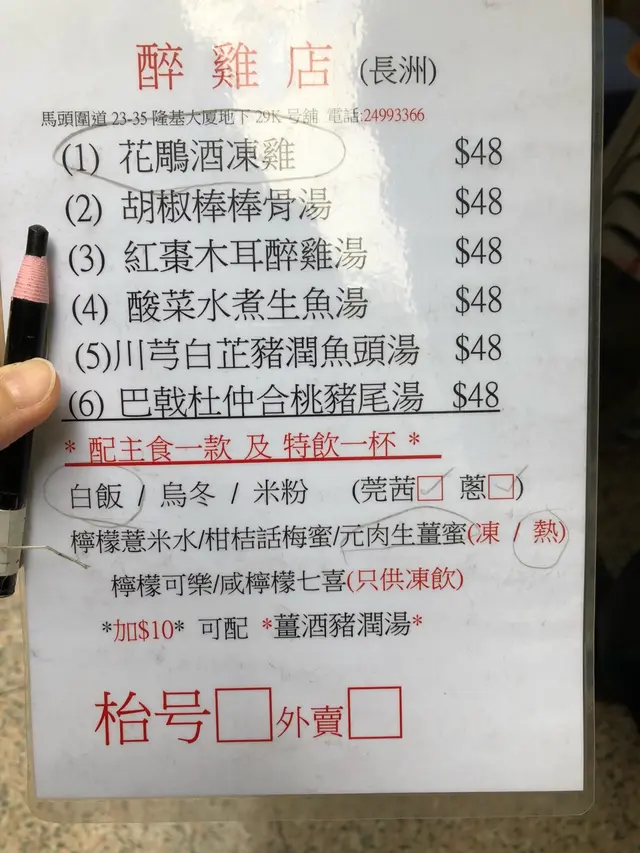 醉雞店(長洲)
馬頭圍道 23-35 隆基大廈地下 29K 号舖 電話:24993366
(1) 花鵰酒凍雞 $48
(2) 胡椒棒棒骨湯 $48
(3) 紅棗木耳醉雞湯 $48
(4) 酸菜水煮生魚湯 $48
(5)川芎白芷豬潤魚頭湯 $48
(6) 巴戟杜仲合桃豬尾湯 $48
* 配主食一款 及 特飲一杯 *
白飯 / 烏冬 / 米粉 (莞茜□ 蔥□)
檸檬薏米水/柑桔話梅蜜/元肉生薑蜜(凍 / 熱)
檸檬可樂/咸檸檬七喜(只供凍飲)
*加$10* 可配 *薑酒豬潤湯*
枱号□外賣□